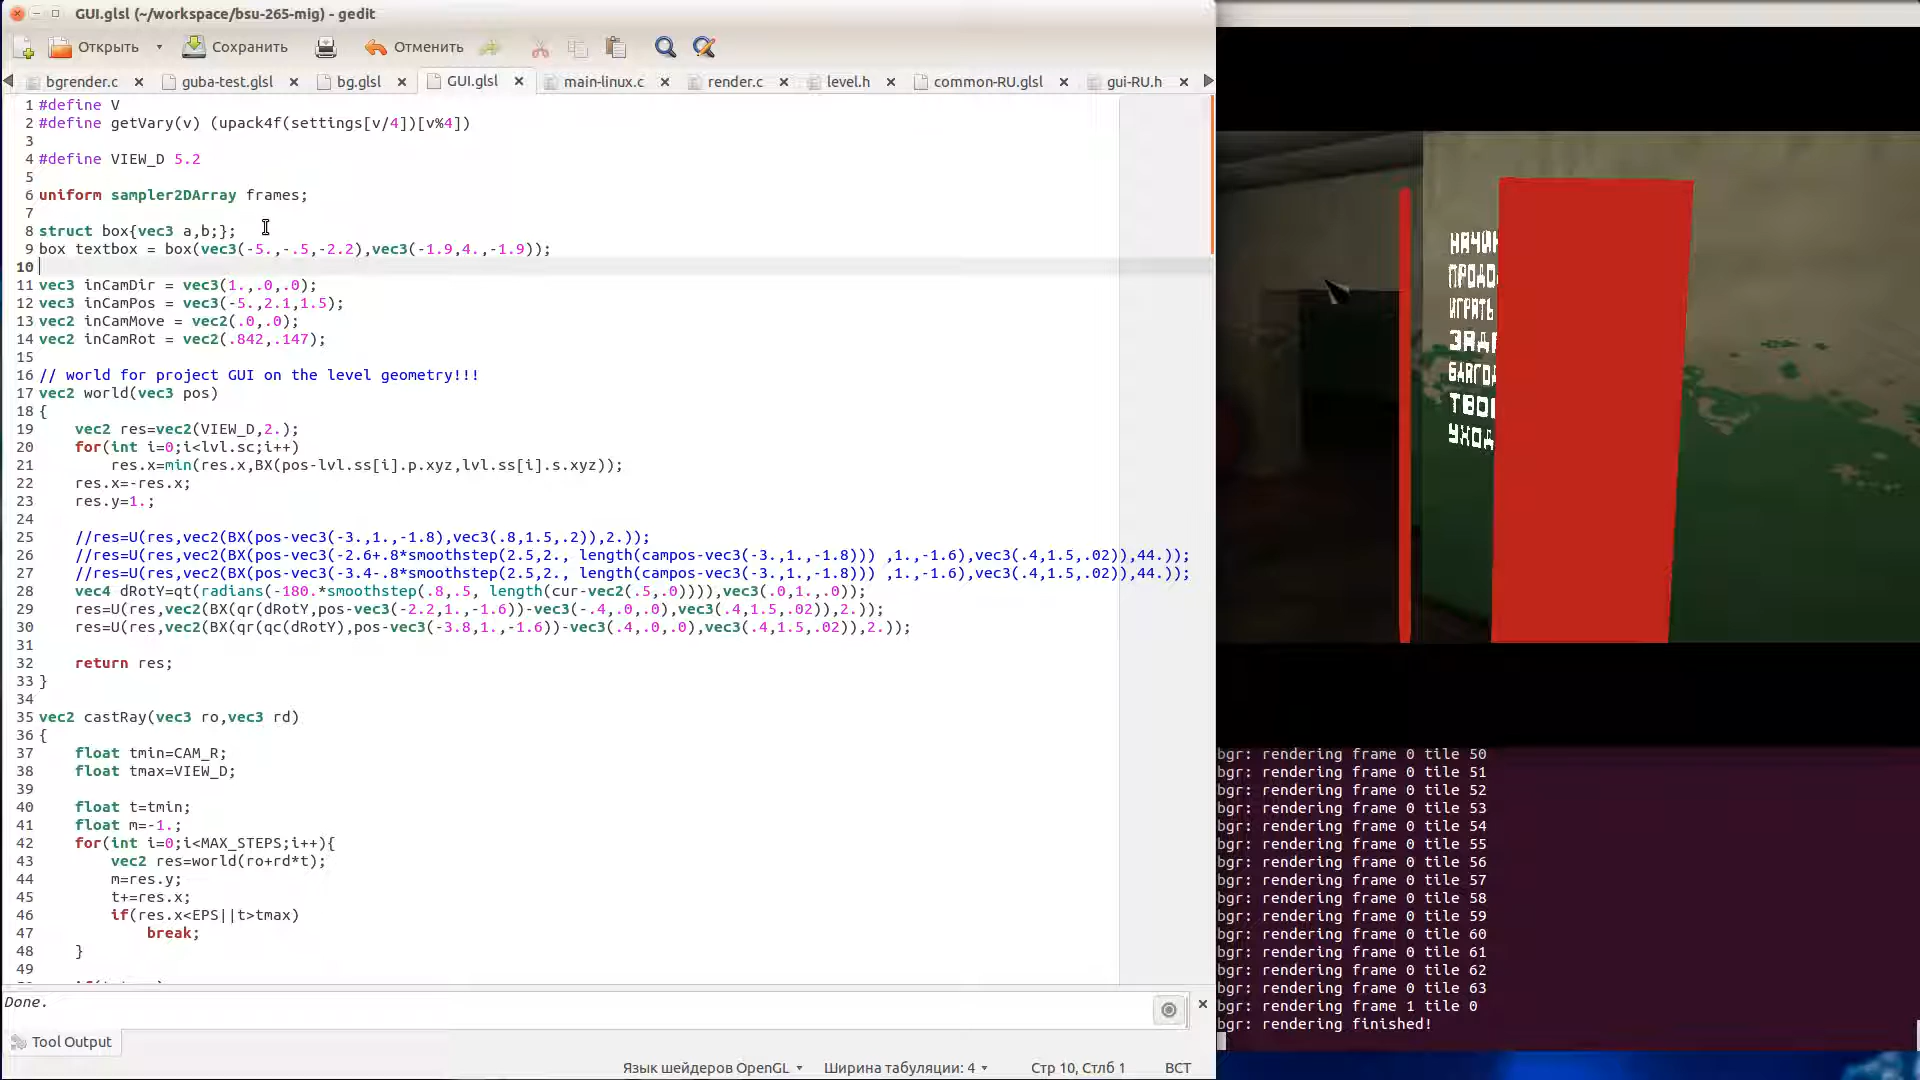 GUI.glsl (~/workspace/bsu-265-mig) - gedit
Открыть Сохранить Отменить
bgrender.c guba-test.glsl bg.glsl GUI.glsl main-linux.c render.c level.h common-RU.glsl gui-RU.h
1 #define V
2 #define getVary(v) (upack4f(settings[v/4])[v%4])
3
4 #define VIEW_D 5.2
5
6 uniform sampler2DArray frames;
7
8 struct box{vec3 a,b;};
9 box textbox = box(vec3(-5.,-.5,-2.2),vec3(-1.9,4.,-1.9));
10
11 vec3 inCamDir = vec3(1.,.0,.0);
12 vec3 inCamPos = vec3(-5.,2.1,1.5);
13 vec2 inCamMove = vec2(.0,.0);
14 vec2 inCamRot = vec2(.842,.147);
15
16 // world for project GUI on the level geometry!!!
17 vec2 world(vec3 pos)
18 {
19 vec2 res=vec2(VIEW_D,2.);
20 for(int i=0;i<lvl.sc;i++)
21 res.x=min(res.x,BX(pos-lvl.ss[i].p.xyz,lvl.ss[i].s.xyz));
22 res.x=-res.x;
23 res.y=1.;
24
25 //res=U(res,vec2(BX(pos-vec3(-3.,1.,-1.8),vec3(.8,1.5,.2)),2.));
26 //res=U(res,vec2(BX(pos-vec3(-2.6+.8*smoothstep(2.5,2., length(campos-vec3(-3.,1.,-1.8))) ,1.,-1.6),vec3(.4,1.5,.02)),44.));
27 //res=U(res,vec2(BX(pos-vec3(-3.4-.8*smoothstep(2.5,2., length(campos-vec3(-3.,1.,-1.8))) ,1.,-1.6),vec3(.4,1.5,.02)),44.));
28 vec4 dRotY=qt(radians(-180.*smoothstep(.8,.5, length(cur-vec2(.5,.0)))),vec3(.0,1.,.0));
29 res=U(res,vec2(BX(qr(dRotY,pos-vec3(-2.2,1.,-1.6))-vec3(-.4,.0,.0),vec3(.4,1.5,.02)),2.));
30 res=U(res,vec2(BX(qr(qc(dRotY),pos-vec3(-3.8,1.,-1.6))-vec3(.4,.0,.0),vec3(.4,1.5,.02)),2.));
31
32 return res;
33 }
34
35 vec2 castRay(vec3 ro,vec3 rd)
36 {
37 float tmin=CAM_R;
38 float tmax=VIEW_D;
39
40 float t=tmin;
41 float m=-1.;
42 for(int i=0;i<MAX_STEPS;i++){
43 vec2 res=world(ro+rd*t);
44 m=res.y;
45 t+=res.x;
46 if(res.x<EPS||t>tmax)
47 break;
48 }
49
Done.
Tool Output
Язык шейдеров OpenGL Ширина табуляции: 4 Стр 10, Стлб 1 ВСТ
НАЧИН
ПРОДО
ИГРАТЬ
ЗАД
БЛАГОД
ТВО
УХОД
bgr: rendering frame 0 tile 50
bgr: rendering frame 0 tile 51
bgr: rendering frame 0 tile 52
bgr: rendering frame 0 tile 53
bgr: rendering frame 0 tile 54
bgr: rendering frame 0 tile 55
bgr: rendering frame 0 tile 56
bgr: rendering frame 0 tile 57
bgr: rendering frame 0 tile 58
bgr: rendering frame 0 tile 59
bgr: rendering frame 0 tile 60
bgr: rendering frame 0 tile 61
bgr: rendering frame 0 tile 62
bgr: rendering frame 0 tile 63
bgr: rendering frame 1 tile 0
bgr: rendering finished!